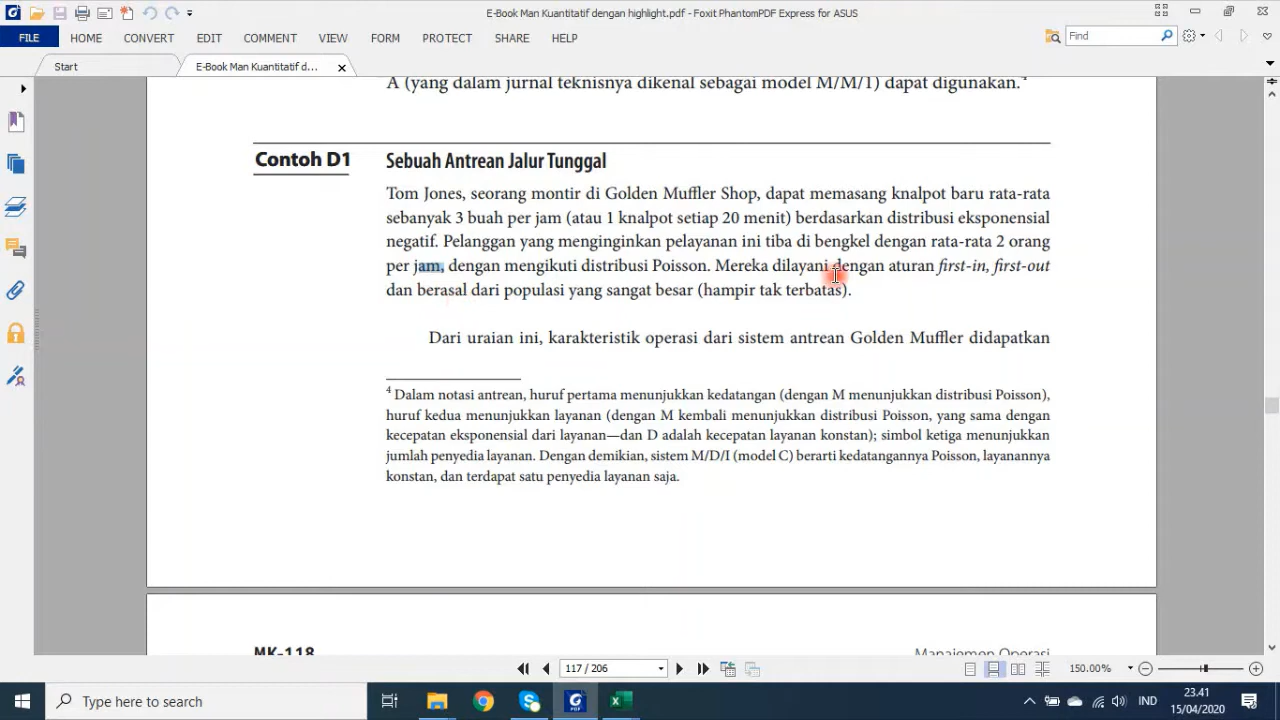 E-Book Man Kuantitatif dengan highlight.pdf - Foxit PhantomPDF Express for ASUS
FILE HOME CONVERT EDIT COMMENT VIEW FORM PROTECT SHARE HELP Find
Start E-Book Man Kuantitatif d...
A (yang dalam jurnal teknisnya dikenal sebagai model M/M/1) dapat digunakan.4
Contoh D1 Sebuah Antrean Jalur Tunggal
Tom Jones, seorang montir di Golden Muffler Shop, dapat memasang knalpot baru rata-rata
sebanyak 3 buah per jam (atau 1 knalpot setiap 20 menit) berdasarkan distribusi eksponensial
negatif. Pelanggan yang menginginkan pelayanan ini tiba di bengkel dengan rata-rata 2 orang
per jam, dengan mengikuti distribusi Poisson. Mereka dilayani dengan aturan first-in, first-out
dan berasal dari populasi yang sangat besar (hampir tak terbatas).
Dari uraian ini, karakteristik operasi dari sistem antrean Golden Muffler didapatkan
4 Dalam notasi antrean, huruf pertama menunjukkan kedatangan (dengan M menunjukkan distribusi Poisson),
huruf kedua menunjukkan layanan (dengan M kembali menunjukkan distribusi Poisson, yang sama dengan
kecepatan eksponensial dari layanan—dan D adalah kecepatan layanan konstan); simbol ketiga menunjukkan
jumlah penyedia layanan. Dengan demikian, sistem M/D/I (model C) berarti kedatangannya Poisson, layanannya
konstan, dan terdapat satu penyedia layanan saja.
MK-118 Manajemen Operasi
117 / 206 150.00%
Type here to search IND 23.41
15/04/2020